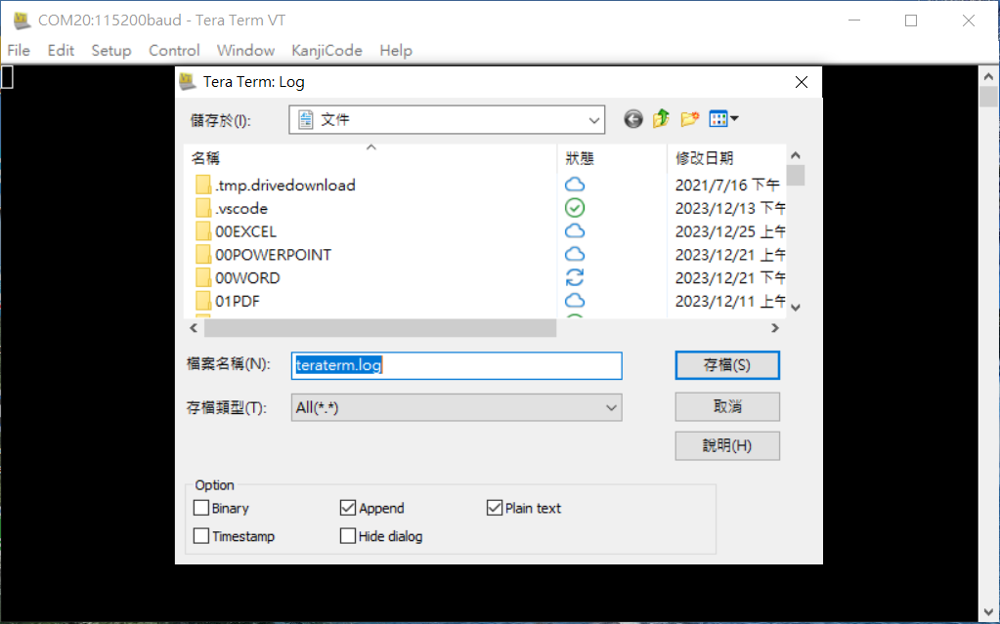 COM20:115200baud - Tera Term VT
File Edit Setup Control Window KanjiCode Help
Tera Term: Log
儲存於(I): 文件
名稱 狀態 修改日期
.tmp.drivedownload 2021/7/16 下午
.vscode 2023/12/13 下午
00EXCEL 2023/12/25 上午
00POWERPOINT 2023/12/21 上午
00WORD 2023/12/21 下午
01PDF 2023/12/11 上午
檔案名稱(N): teraterm.log 存檔(S)
存檔類型(T): All(*.*) 取消
說明(H)
Option
Binary Append Plain text
Timestamp Hide dialog